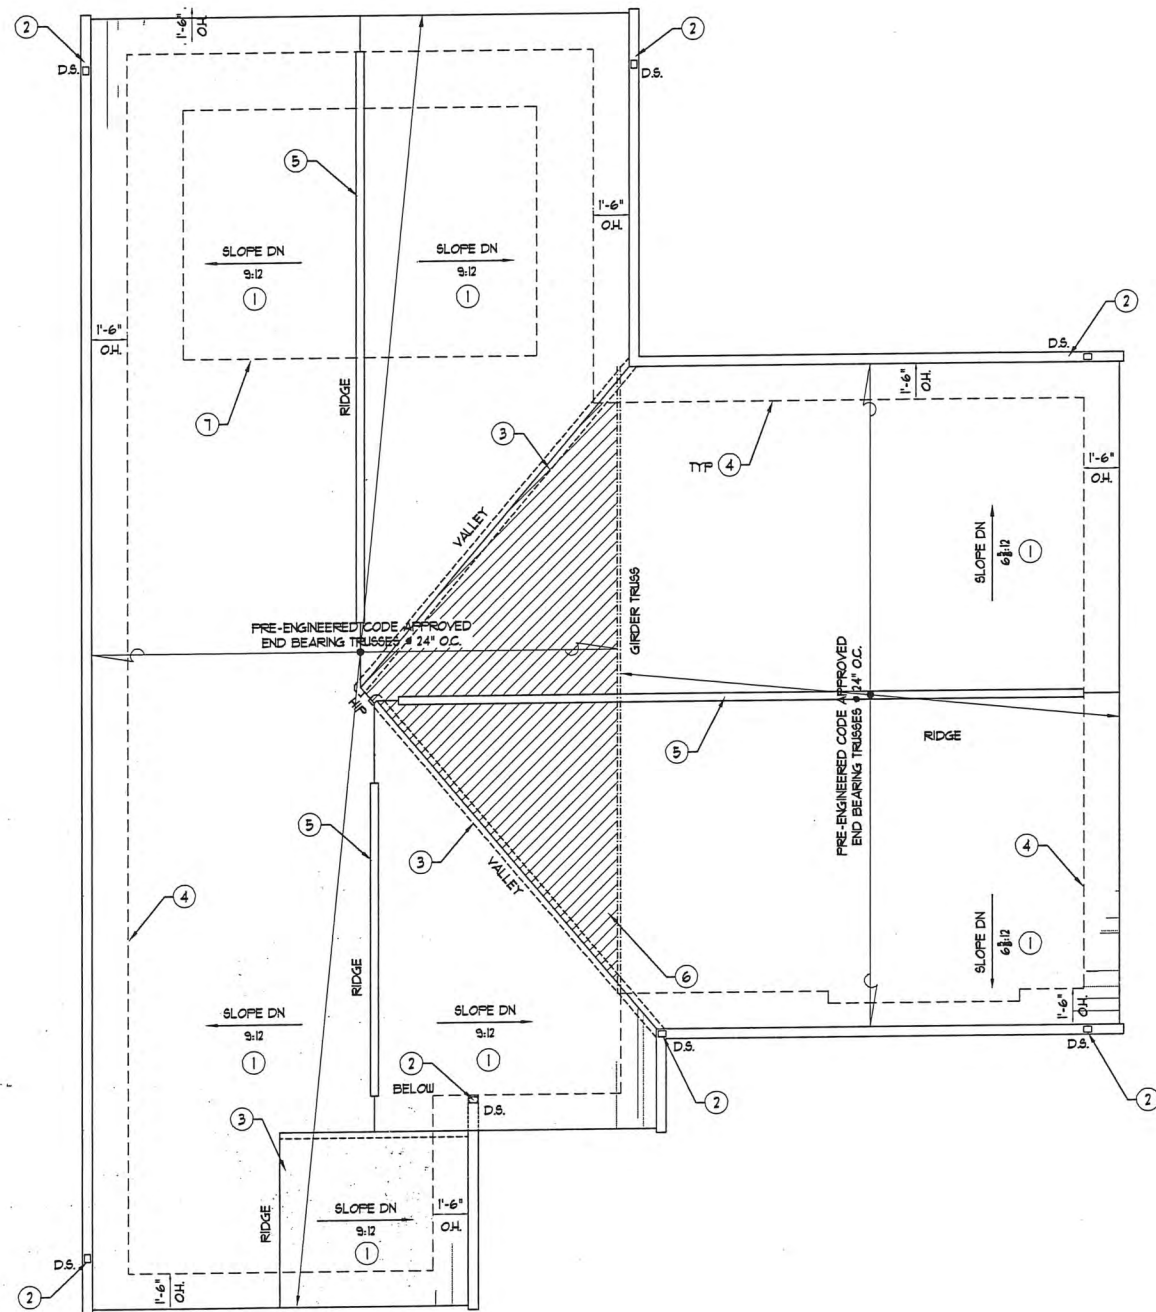 2
1'-6"
O.H.
2
D.S.
D.S.
5
1'-6"
O.H.
SLOPE DN
9:12
1
SLOPE DN
9:12
1
2
D.S.
1'-6"
O.H.
1'-6"
O.H.
RIDGE
7
3
TYP 4
1'-6"
O.H.
VALLEY
SLOPE DN
1
GIRDER TRUSS
PRE-ENGINEERED CODE APPROVED
END BEARING TRUSSES @ 24" O.C.
HIP
PRE-ENGINEERED CODE APPROVED
END BEARING TRUSSES @ 24" O.C.
RIDGE
5
5
3
VALLEY
4
4
SLOPE DN
1
6
RIDGE
SLOPE DN
9:12
1
SLOPE DN
9:12
1
1'-6"
O.H.
D.S.
D.S.
2
BELOW
D.S.
2
2
3
RIDGE
SLOPE DN
9:12
1
1'-6"
O.H.
D.S.
2
1'-6"
O.H.